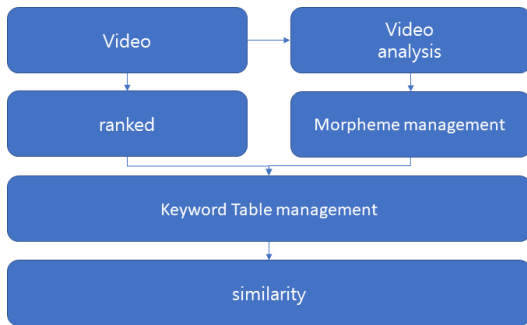 Video
Video
analysis
ranked
Morpheme management
Keyword Table management
similarity